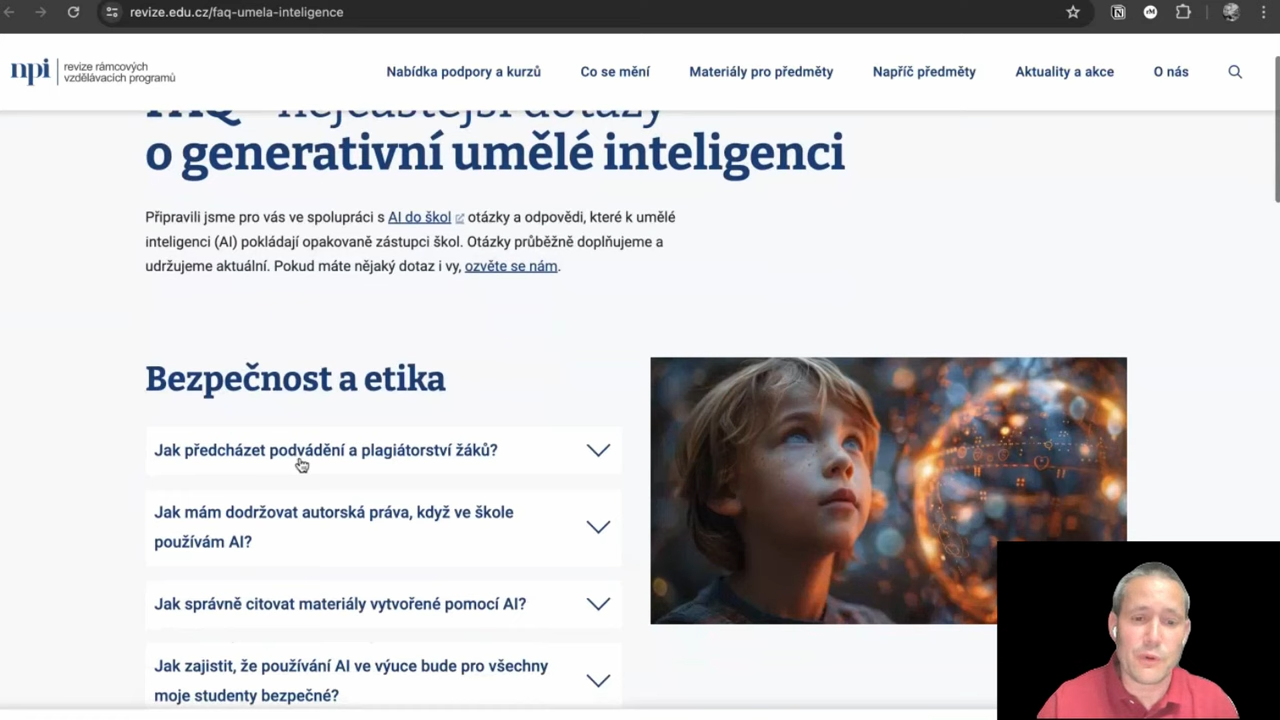 revize.edu.cz/faq-umela-inteligence
npi
revize rámcových
vzdělávacích programů
Nabídka podpory a kurzů
Co se mění
Materiály pro předměty
Napříč předměty
Aktuality a akce
O nás
FAQ - nejčastější dotazy
o generativní umělé inteligenci
Připravili jsme pro vás ve spolupráci s AI do škol otázky a odpovědi, které k umělé
inteligenci (AI) pokládají opakovaně zástupci škol. Otázky průběžně doplňujeme a
udržujeme aktuální. Pokud máte nějaký dotaz i vy, ozvěte se nám.
Bezpečnost a etika
Jak předcházet podvádění a plagiátorství žáků?
Jak mám dodržovat autorská práva, když ve škole
používám AI?
Jak správně citovat materiály vytvořené pomocí AI?
Jak zajistit, že používání AI ve výuce bude pro všechny
moje studenty bezpečné?